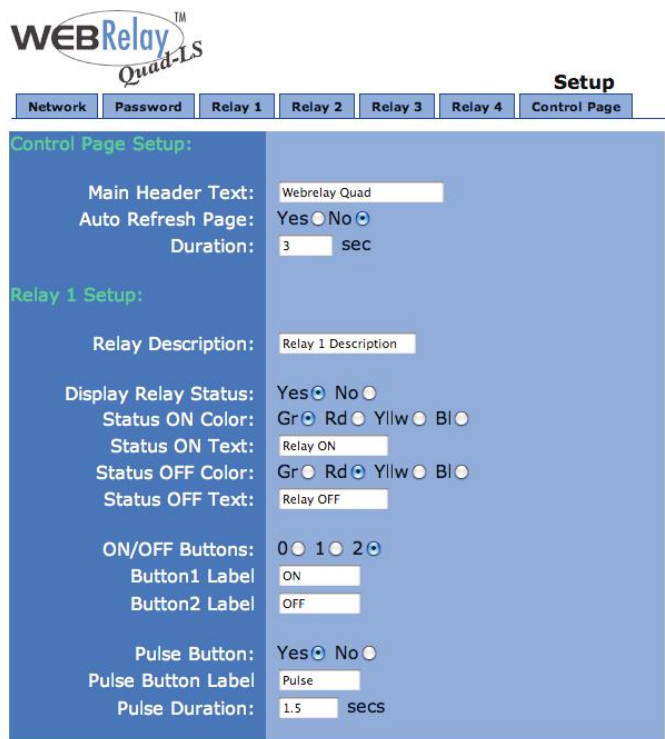 WEBRelay™
Quad-LS
Setup
Network Password Relay 1 Relay 2 Relay 3 Relay 4 Control Page
Control Page Setup:
Main Header Text: Webrelay Quad
Auto Refresh Page: Yes No
Duration: 3 sec
Relay 1 Setup:
Relay Description: Relay 1 Description
Display Relay Status: Yes No
Status ON Color: Gr Rd Yllw Bl
Status ON Text: Relay ON
Status OFF Color: Gr Rd Yllw Bl
Status OFF Text: Relay OFF
ON/OFF Buttons: 0 1 2
Button1 Label ON
Button2 Label OFF
Pulse Button: Yes No
Pulse Button Label Pulse
Pulse Duration: 1.5 secs